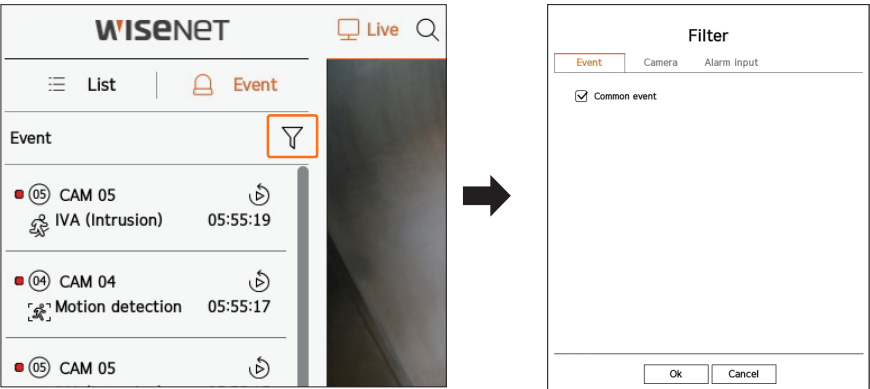 WISENET
Live
List
Event
Event
05 CAM 05
IVA (Intrusion) 05:55:19
04 CAM 04
Motion detection 05:55:17
05 CAM 05
Filter
Event Camera Alarm input
Common event
Ok Cancel